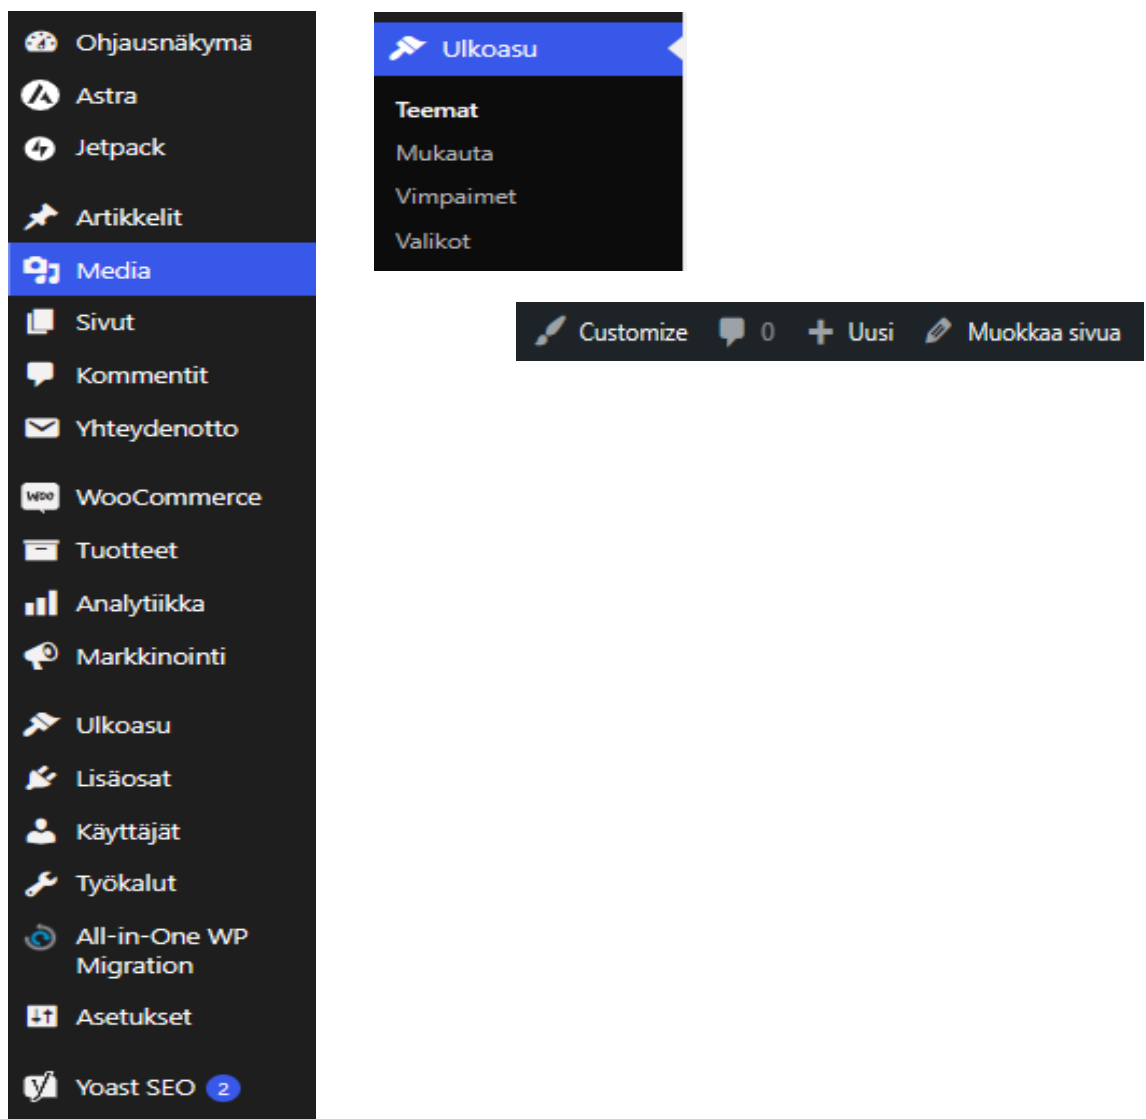 Ohjausnäkymä
Astra
Jetpack
Artikkelit
Media
Sivut
Kommentit
Yhteydenotto
Woo WooCommerce
Tuotteet
Analytiikka
Markkinointi
Ulkoasu
Lisäosat
Käyttäjät
Työkalut
All-in-One WP
Migration
Asetukset
Yoast SEO 2
Ulkoasu
Teemat
Mukauta
Vimpaimet
Valikot
Customize 0 + Uusi Muokkaa sivua